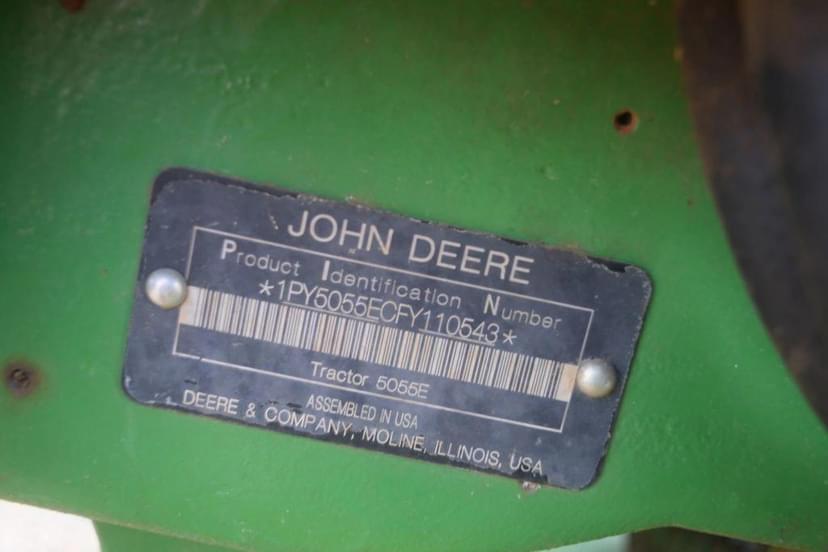 JOHN DEERE
Product Identification Number
*1PY5055ECFY110543*
Tractor 5055E
ASSEMBLED IN USA
DEERE & COMPANY, MOLINE, ILLINOIS, USA